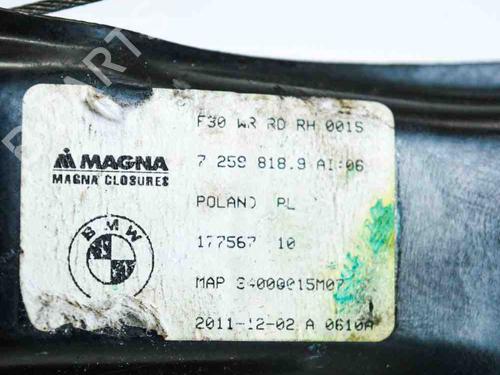 F30 WR RD RH 001S
MAGNA
MAGNA CLOSURES
7 259 818.9 AI:06
POLAND PL
BMW
177567 10
MAP 34000015M07
2011-12-02 A 0610A